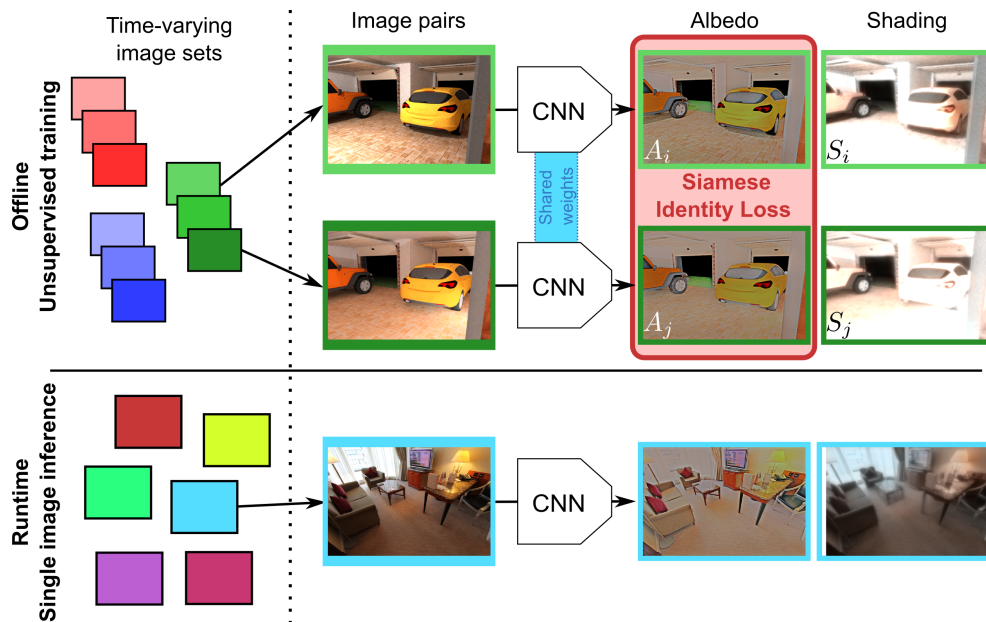 Time-varying
image sets
Image pairs
Albedo
Shading
Offline
Unsupervised training
CNN
Shared
weights
CNN
A_i
S_i
Siamese
Identity Loss
A_j
S_j
Runtime
Single image inference
CNN